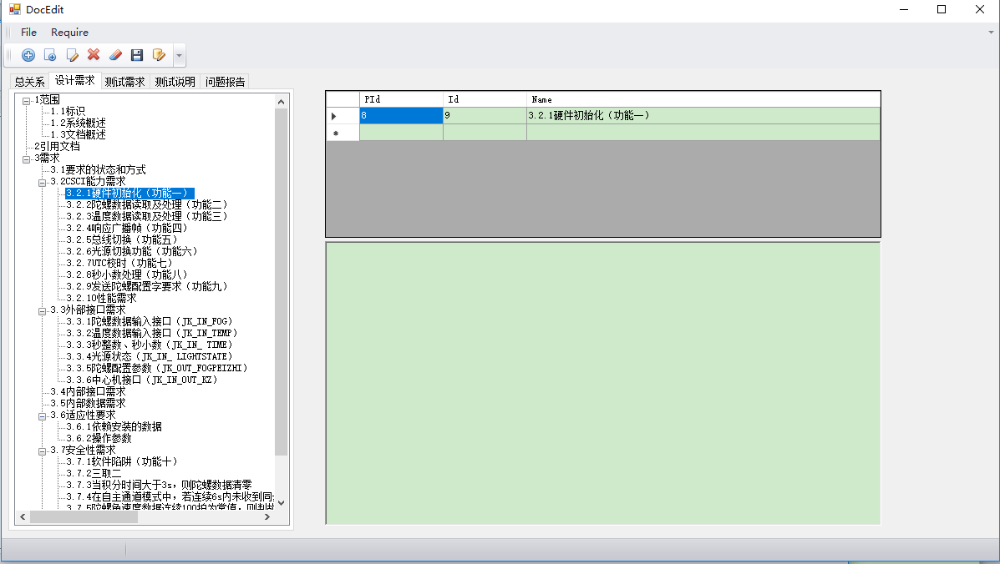 DocEdit
File Require
总关系 设计需求 测试需求 测试说明 问题报告
1范围
1.1标识
1.2系统概述
1.3文档概述
2引用文档
3需求
3.1要求的状态和方式
3.2CSCI能力需求
3.2.1硬件初始化（功能一）
3.2.2陀螺数据读取及处理（功能二）
3.2.3温度数据读取及处理（功能三）
3.2.4响应广播帧（功能四）
3.2.5总线切换（功能五）
3.2.6光源切换功能（功能六）
3.2.7UTC校时（功能七）
3.2.8秒小数处理（功能八）
3.2.9发送陀螺配置字要求（功能九）
3.2.10性能需求
3.3外部接口需求
3.3.1陀螺数据输入接口（JK_IN_FOG）
3.3.2温度数据输入接口（JK_IN_TEMP）
3.3.3秒整数、秒小数（JK_IN_ TIME）
3.3.4光源状态（JK_IN_ LIGHTSTATE）
3.3.5陀螺配置参数（JK_OUT_FOGPEIZHI）
3.3.6中心机接口（JK_IN_OUT_KZ）
3.4内部接口需求
3.5内部数据需求
3.6适应性要求
3.6.1依赖安装的数据
3.6.2操作参数
3.7安全性需求
3.7.1软件陷阱（功能十）
3.7.2三取二
3.7.3当积分时间大于3s，则陀螺数据清零
3.7.4在自主通道模式中，若连续6s内未收到同
3.7.5陀螺角速度数据连续100拍为常值，则判
PId Id Name
8 9 3.2.1硬件初始化（功能一）